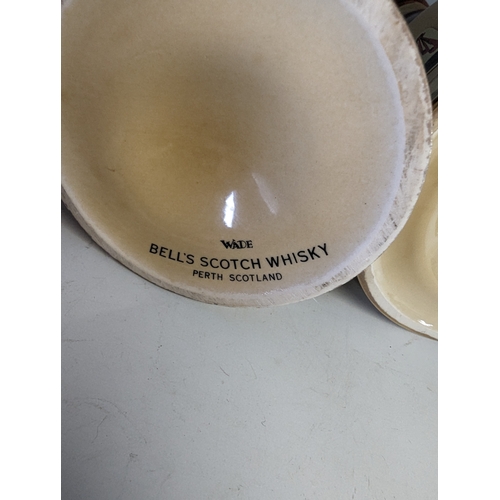 WADE
BELL'S SCOTCH WHISKY
PERTH SCOTLAND